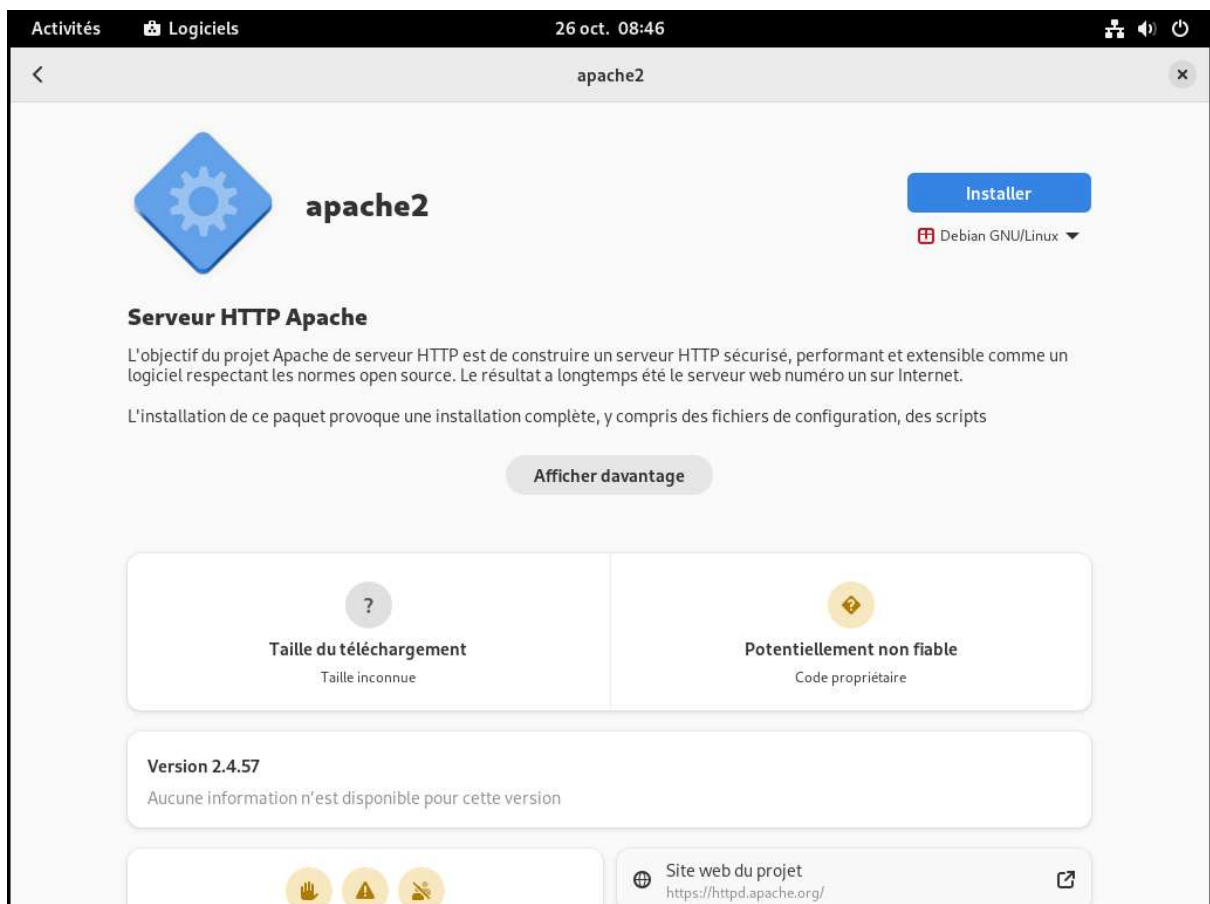 Activités Logiciels 26 oct. 08:46
apache2
apache2
Installer
Debian GNU/Linux
Serveur HTTP Apache
L'objectif du projet Apache de serveur HTTP est de construire un serveur HTTP sécurisé, performant et extensible comme un
logiciel respectant les normes open source. Le résultat a longtemps été le serveur web numéro un sur Internet.
L'installation de ce paquet provoque une installation complète, y compris des fichiers de configuration, des scripts
Afficher davantage
?
Taille du téléchargement
Taille inconnue
Potentiellement non fiable
Code propriétaire
Version 2.4.57
Aucune information n’est disponible pour cette version
Site web du projet
https://httpd.apache.org/